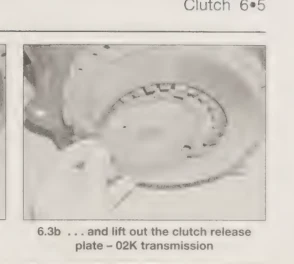 Clutch 6•5
6.3b ... and lift out the clutch release
plate – 02K transmission